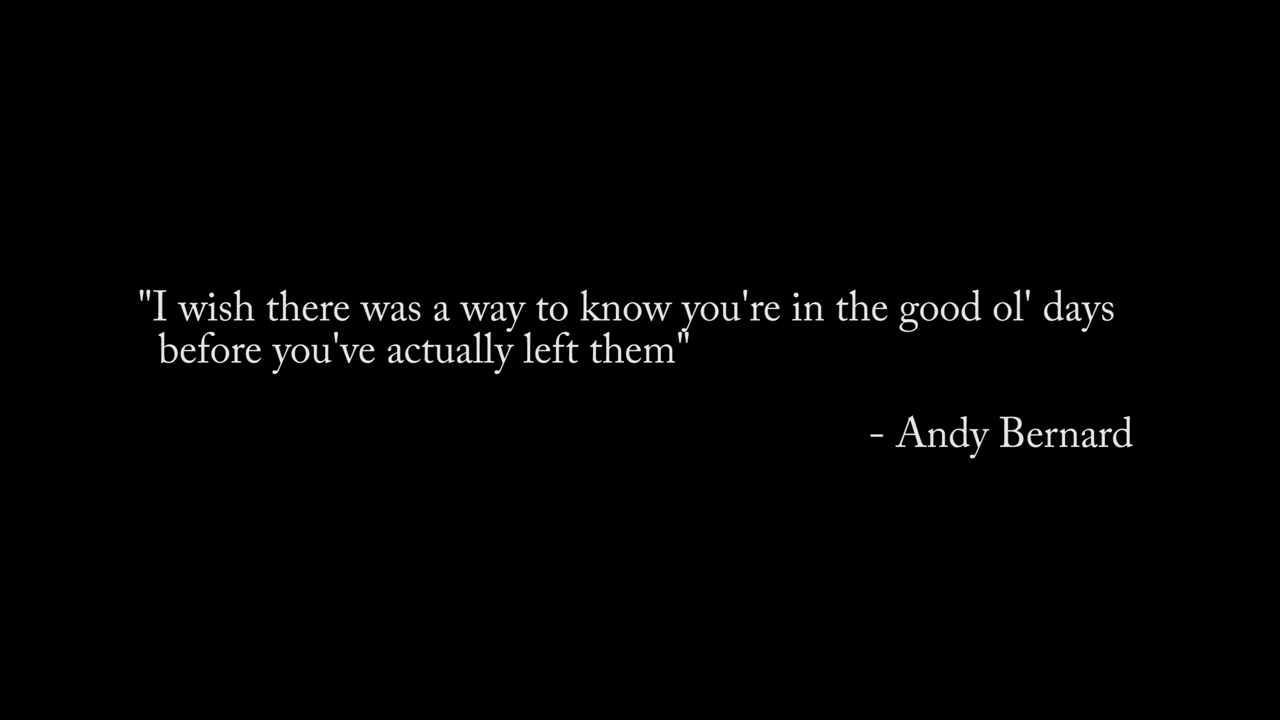 "I wish there was a way to know you're in the good ol' days
before you've actually left them"
- Andy Bernard